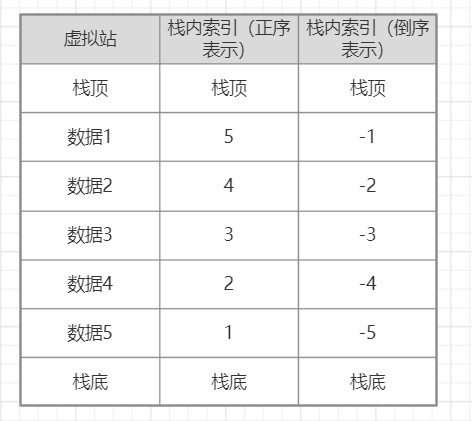 虚拟站 栈内索引（正序表示） 栈内索引（倒序表示）
栈顶 栈顶 栈顶
数据1 5 -1
数据2 4 -2
数据3 3 -3
数据4 2 -4
数据5 1 -5
栈底 栈底 栈底